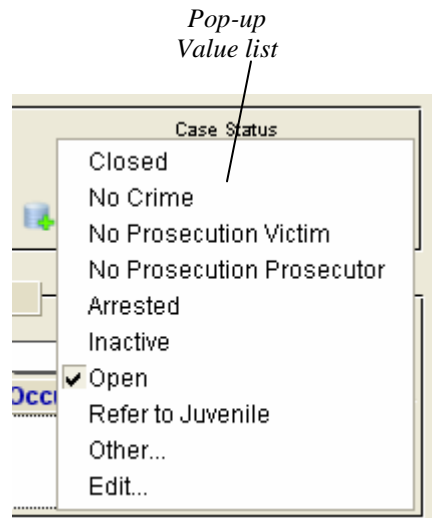 Pop-up
Value list
Case Status
Closed
No Crime
No Prosecution Victim
No Prosecution Prosecutor
Arrested
Inactive
Open
Occu
Refer to Juvenile
Other...
Edit...